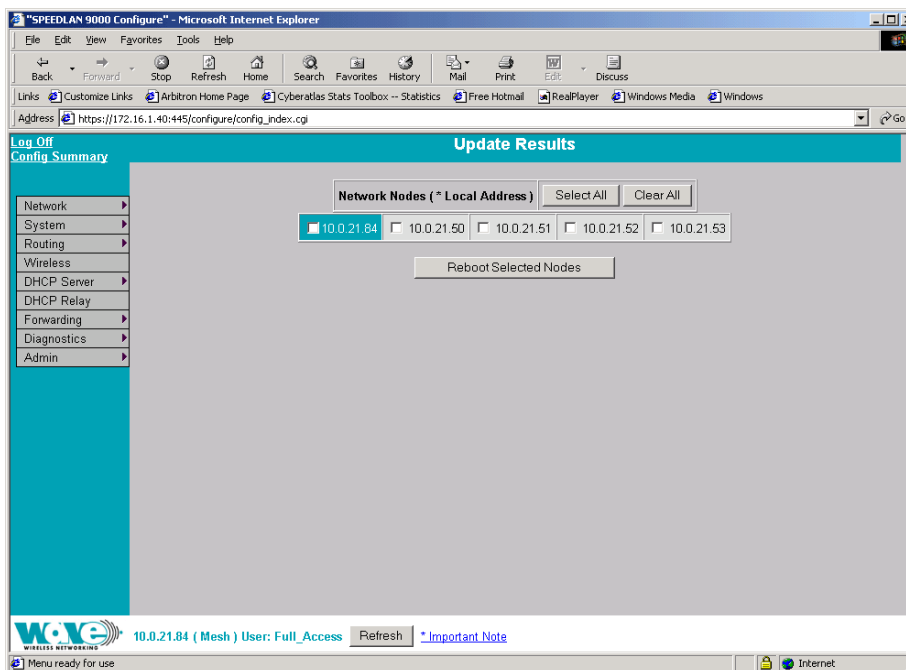 "SPEEDLAN 9000 Configure" - Microsoft Internet Explorer
File Edit View Favorites Tools Help
Back Forward Stop Refresh Home Search Favorites History Mail Print Edit Discuss
Links Customize Links Arbitron Home Page Cyberatlas Stats Toolbox -- Statistics Free Hotmail RealPlayer Windows Media Windows
Address https://172.16.1.40:445/configure/config_index.cgi Go
Log Off
Config Summary
Update Results
Network Nodes ( * Local Address ) Select All Clear All
10.0.21.84 10.0.21.50 10.0.21.51 10.0.21.52 10.0.21.53
Reboot Selected Nodes
Network
System
Routing
Wireless
DHCP Server
DHCP Relay
Forwarding
Diagnostics
Admin
WAVE
WIRELESS NETWORKING
10.0.21.84 ( Mesh ) User: Full_Access Refresh * Important Note
Menu ready for use Internet